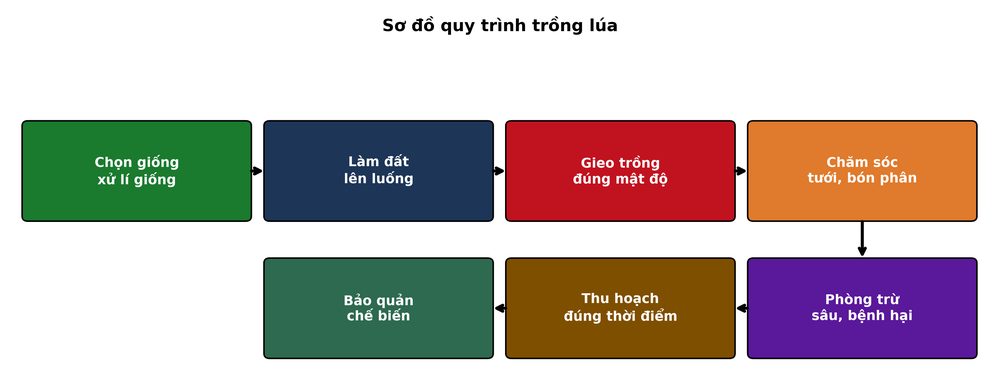 Sơ đồ quy trình trồng lúa
Chọn giống
xử lí giống
Làm đất
lên luống
Gieo trồng
đúng mật độ
Chăm sóc
tưới, bón phân
Phòng trừ
sâu, bệnh hại
Thu hoạch
đúng thời điểm
Bảo quản
chế biến